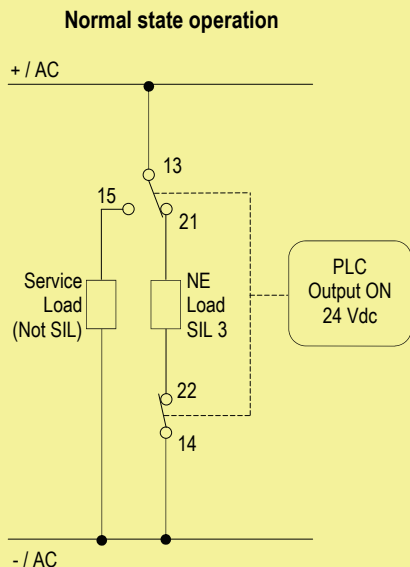 Normal state operation
+ / AC
13
15
21
Service
Load
(Not SIL)
NE
Load
SIL 3
PLC
Output ON
24 Vdc
22
14
- / AC